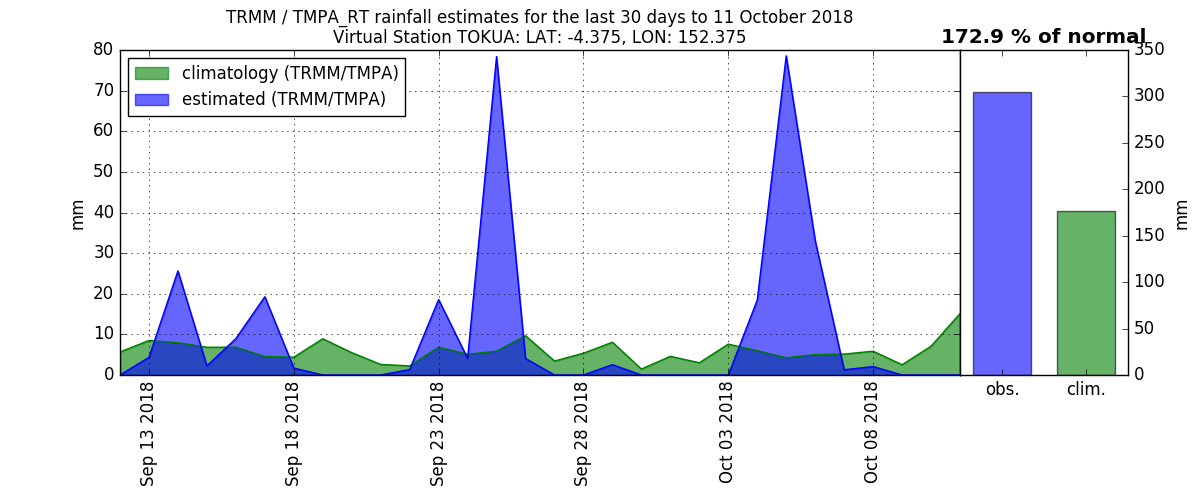 TRMM / TMPA_RT rainfall estimates for the last 30 days to 11 October 2018
Virtual Station TOKUA: LAT: -4.375, LON: 152.375
172.9 % of normal
climatology (TRMM/TMPA)
estimated (TRMM/TMPA)
mm
80
70
60
50
40
30
20
10
0
Sep 13 2018
Sep 18 2018
Sep 23 2018
Sep 28 2018
Oct 03 2018
Oct 08 2018
350
300
250
200
150
100
50
0
mm
obs.
clim.